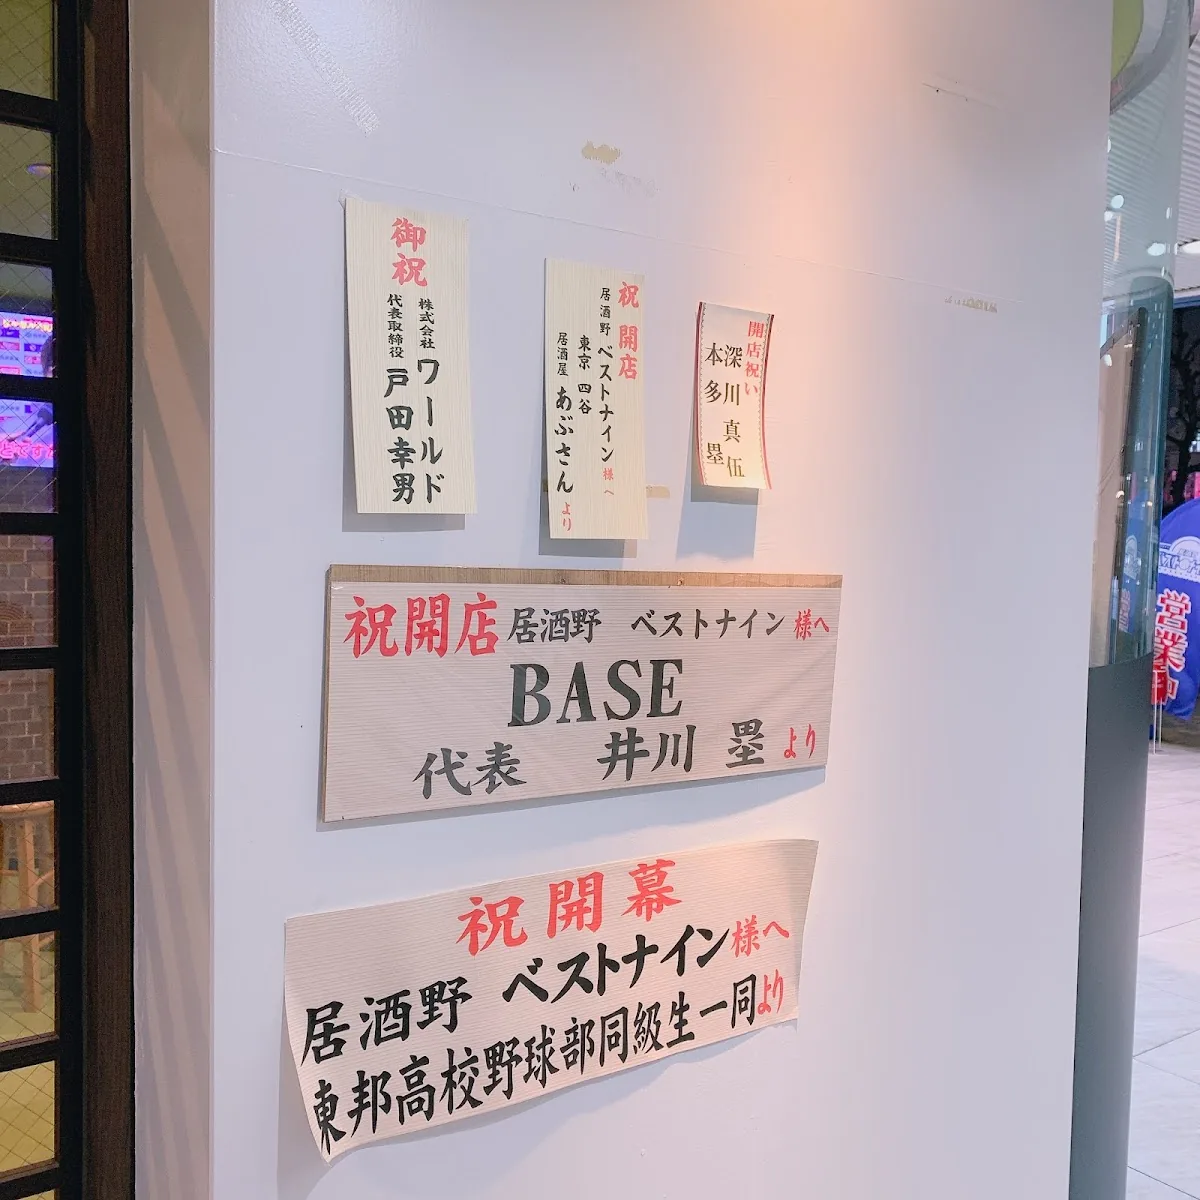 御祝
株式会社 ワールド
代表取締役 戸田幸男
祝 開店
居酒野 ベストナイン 様へ
東京 四谷
居酒屋 あぶさん より
開店祝い
深川 真伍
本多 塁
祝開店 居酒野 ベストナイン 様へ
BASE
代表 井川 塁 より
祝開幕
居酒野 ベストナイン様へ
東邦高校野球部同級生一同より
営業中